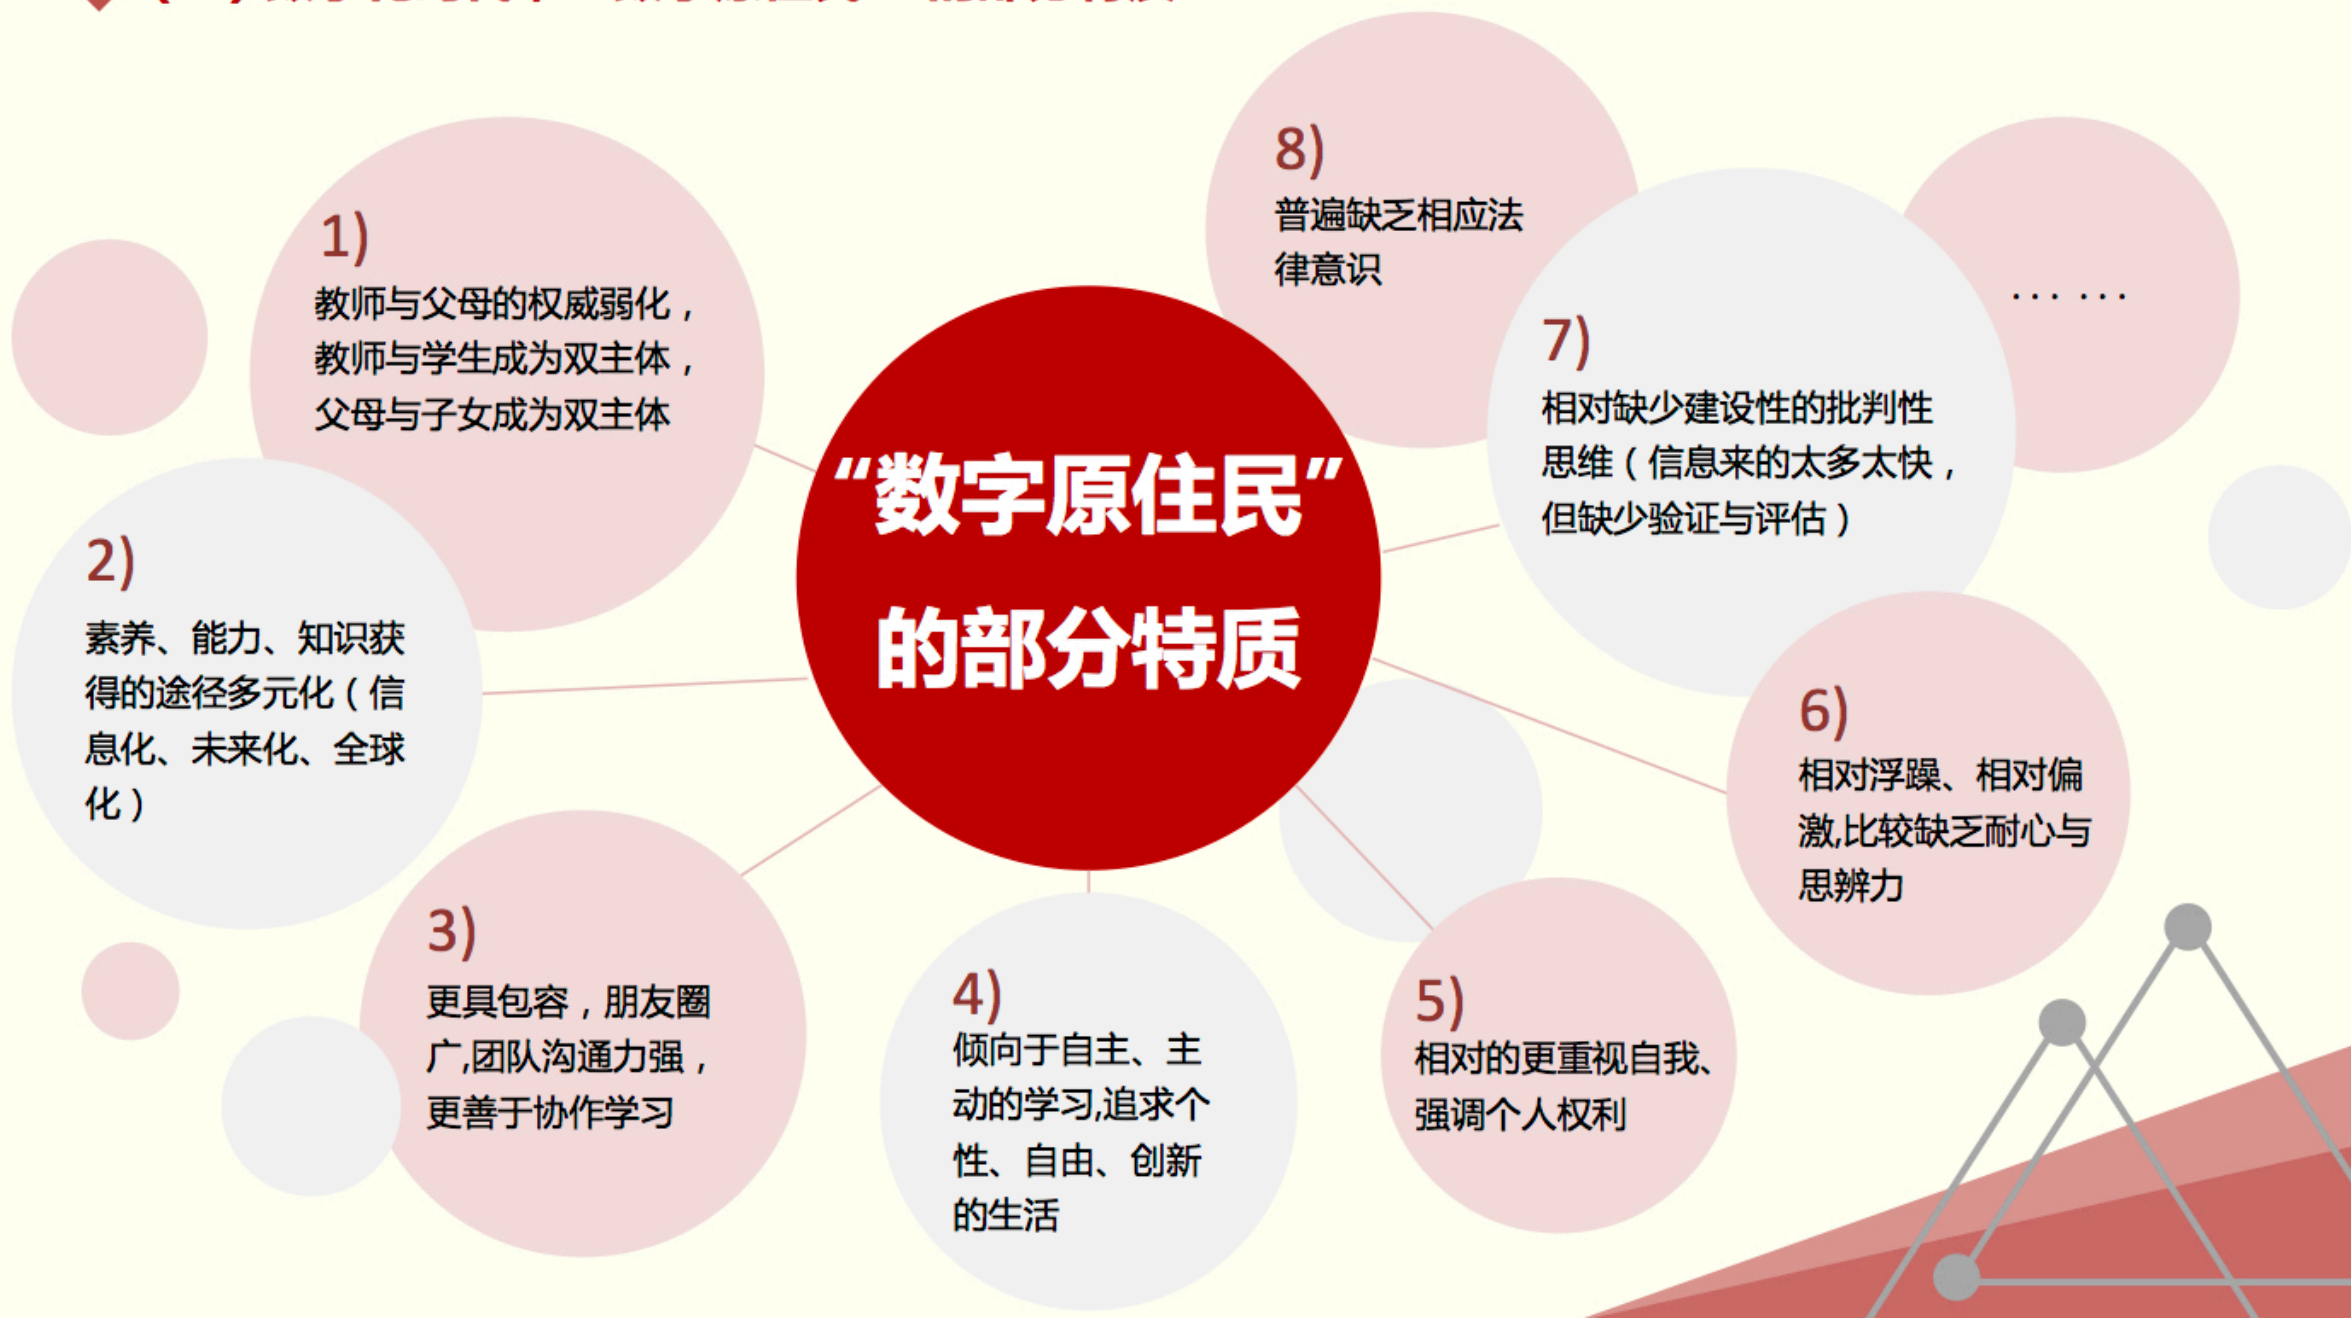 “数字原住民”
的部分特质
1)
教师与父母的权威弱化，
教师与学生成为双主体，
父母与子女成为双主体
2)
素养、能力、知识获
得的途径多元化（信
息化、未来化、全球
化）
3)
更具包容，朋友圈
广,团队沟通力强，
更善于协作学习
4)
倾向于自主、主
动的学习,追求个
性、自由、创新
的生活
5)
相对的更重视自我、
强调个人权利
6)
相对浮躁、相对偏
激,比较缺乏耐心与
思辨力
7)
相对缺少建设性的批判性
思维（信息来的太多太快，
但缺少验证与评估）
8)
普遍缺乏相应法
律意识
... ...